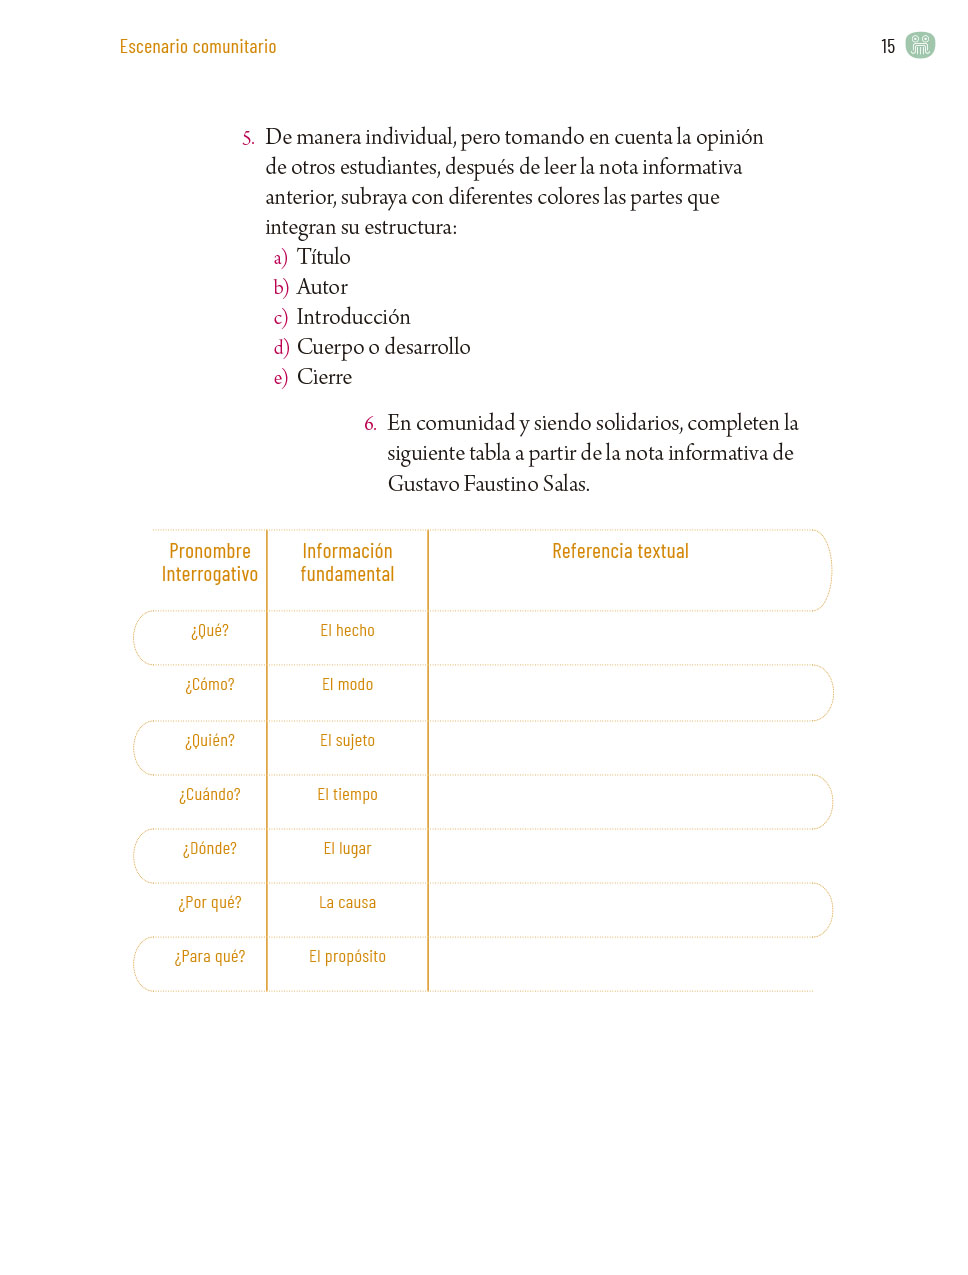 Escenario comunitario
15
5. De manera individual, pero tomando en cuenta la opinión
de otros estudiantes, después de leer la nota informativa
anterior, subraya con diferentes colores las partes que
integran su estructura:
a) Título
b) Autor
c) Introducción
d) Cuerpo o desarrollo
e) Cierre
6. En comunidad y siendo solidarios, completen la
siguiente tabla a partir de la nota informativa de
Gustavo Faustino Salas.
Pronombre
Interrogativo
Información
fundamental
Referencia textual
¿Qué?
El hecho
¿Cómo?
El modo
¿Quién?
El sujeto
¿Cuándo?
El tiempo
¿Dónde?
El lugar
¿Por qué?
La causa
¿Para qué?
El propósito